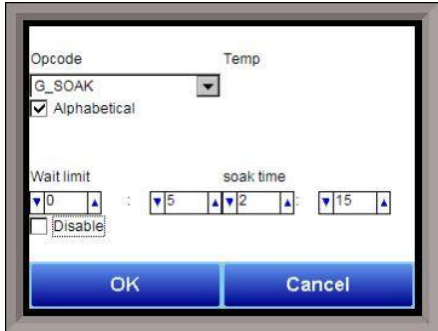 Opcode Temp
G_SOAK
Alphabetical
Wait limit soak time
0 : 5 2 : 15
Disable
OK Cancel